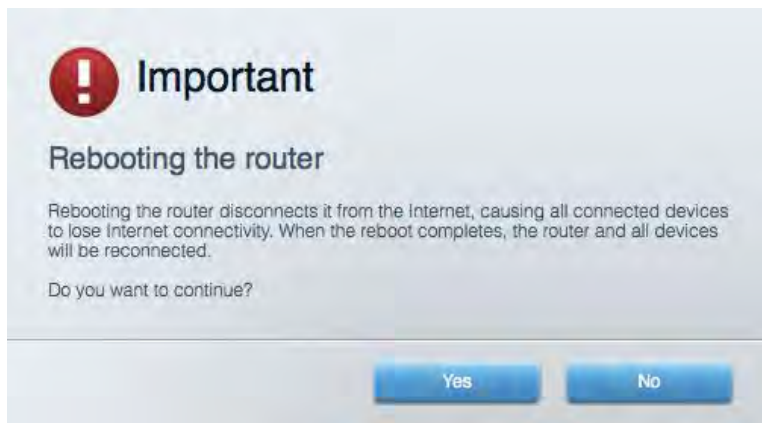 Important
Rebooting the router
Rebooting the router disconnects it from the Internet, causing all connected devices
to lose Internet connectivity. When the reboot completes, the router and all devices
will be reconnected.
Do you want to continue?
Yes
No